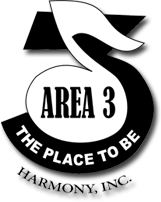 AREA 3
THE PLACE TO BE
HARMONY, INC.